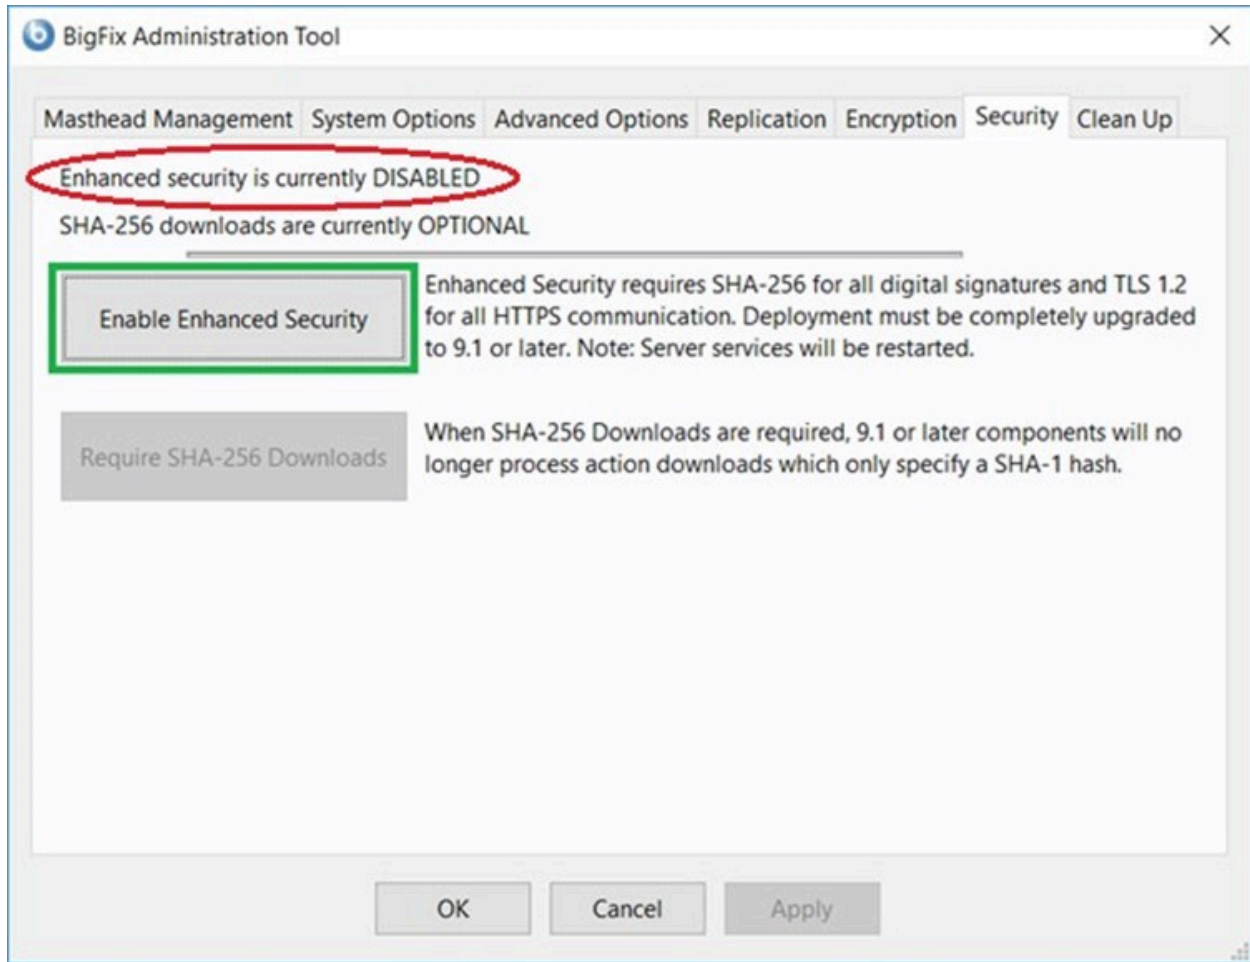 BigFix Administration Tool
Masthead Management System Options Advanced Options Replication Encryption Security Clean Up
Enhanced security is currently DISABLED
SHA-256 downloads are currently OPTIONAL
Enable Enhanced Security
Enhanced Security requires SHA-256 for all digital signatures and TLS 1.2
for all HTTPS communication. Deployment must be completely upgraded
to 9.1 or later. Note: Server services will be restarted.
Require SHA-256 Downloads
When SHA-256 Downloads are required, 9.1 or later components will no
longer process action downloads which only specify a SHA-1 hash.
OK Cancel Apply